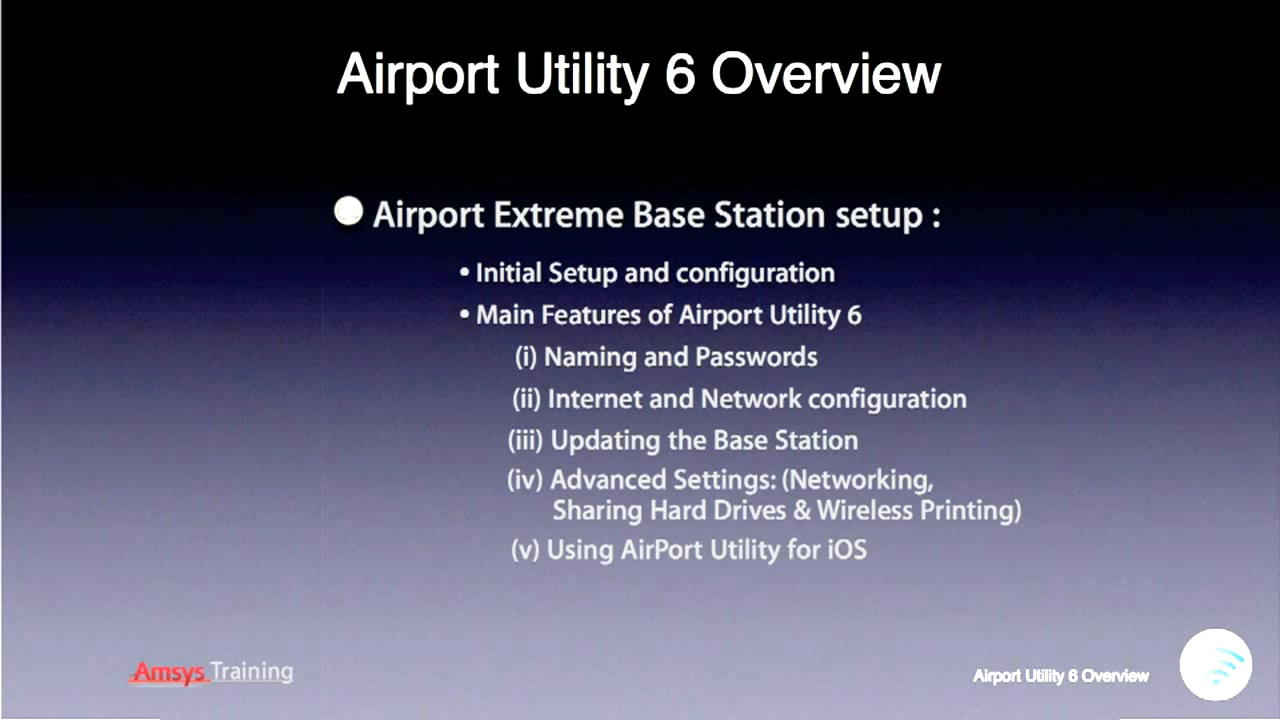 Airport Utility 6 Overview
Airport Extreme Base Station setup :
• Initial Setup and configuration
• Main Features of Airport Utility 6
(i) Naming and Passwords
(ii) Internet and Network configuration
(iii) Updating the Base Station
(iv) Advanced Settings: (Networking,
Sharing Hard Drives & Wireless Printing)
(v) Using AirPort Utility for iOS
Amsys Training
Airport Utility 6 Overview